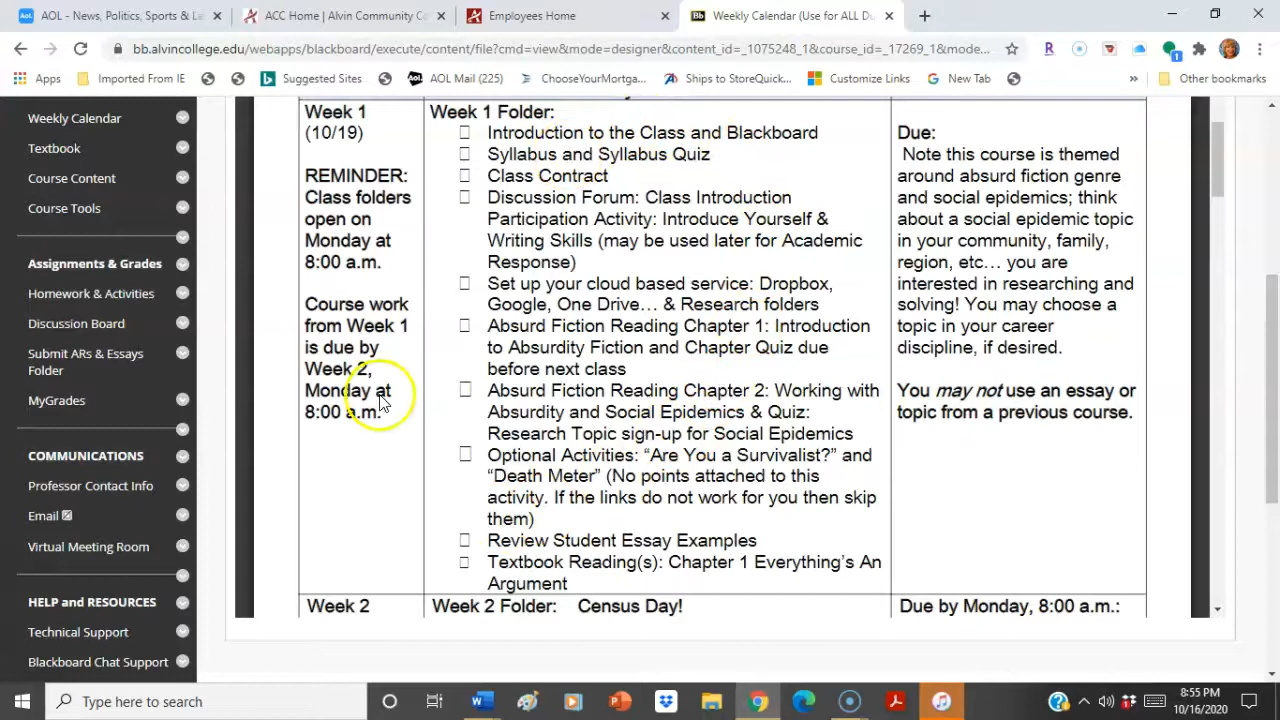 AOL - News, Politics, Sports & Le
ACC Home | Alvin Community C
Employees Home
Bb
Weekly Calendar (Use for ALL Du
bb.alvincollege.edu/webapps/blackboard/execute/content/file?cmd=view&mode=designer&content_id=_1075248_1&course_id=_17269_1&mode...
Apps
Imported From IE
Suggested Sites
AOL Mail (225)
ChooseYourMortga...
Ships for StoreQuick...
Customize Links
New Tab
»
Other bookmarks
Weekly Calendar
Textbook
Course Content
Course Tools
Assignments & Grades
Homework & Activities
Discussion Board
Submit ARs & Essays
Folder
MyGrades
COMMUNICATIONS
Professor Contact Info
Email
Virtual Meeting Room
HELP and RESOURCES
Technical Support
Blackboard Chat Support
Week 1
(10/19)
REMINDER:
Class folders
open on
Monday at
8:00 a.m.
Course work
from Week 1
is due by
Week 2,
Monday at
8:00 a.m.
Week 1 Folder:
Introduction to the Class and Blackboard
Syllabus and Syllabus Quiz
Class Contract
Discussion Forum: Class Introduction
Participation Activity: Introduce Yourself &
Writing Skills (may be used later for Academic
Response)
Set up your cloud based service: Dropbox,
Google, One Drive... & Research folders
Absurd Fiction Reading Chapter 1: Introduction
to Absurdity Fiction and Chapter Quiz due
before next class
Absurd Fiction Reading Chapter 2: Working with
Absurdity and Social Epidemics & Quiz:
Research Topic sign-up for Social Epidemics
Optional Activities: “Are You a Survivalist?” and
“Death Meter” (No points attached to this
activity. If the links do not work for you then skip
them)
Review Student Essay Examples
Textbook Reading(s): Chapter 1 Everything’s An
Argument
Due:
Note this course is themed
around absurd fiction genre
and social epidemics; think
about a social epidemic topic
in your community, family,
region, etc... you are
interested in researching and
solving! You may choose a
topic in your career
discipline, if desired.
You may not use an essay or
topic from a previous course.
Week 2
Week 2 Folder: Census Day!
Due by Monday, 8:00 a.m.:
Type here to search
8:55 PM
10/16/2020